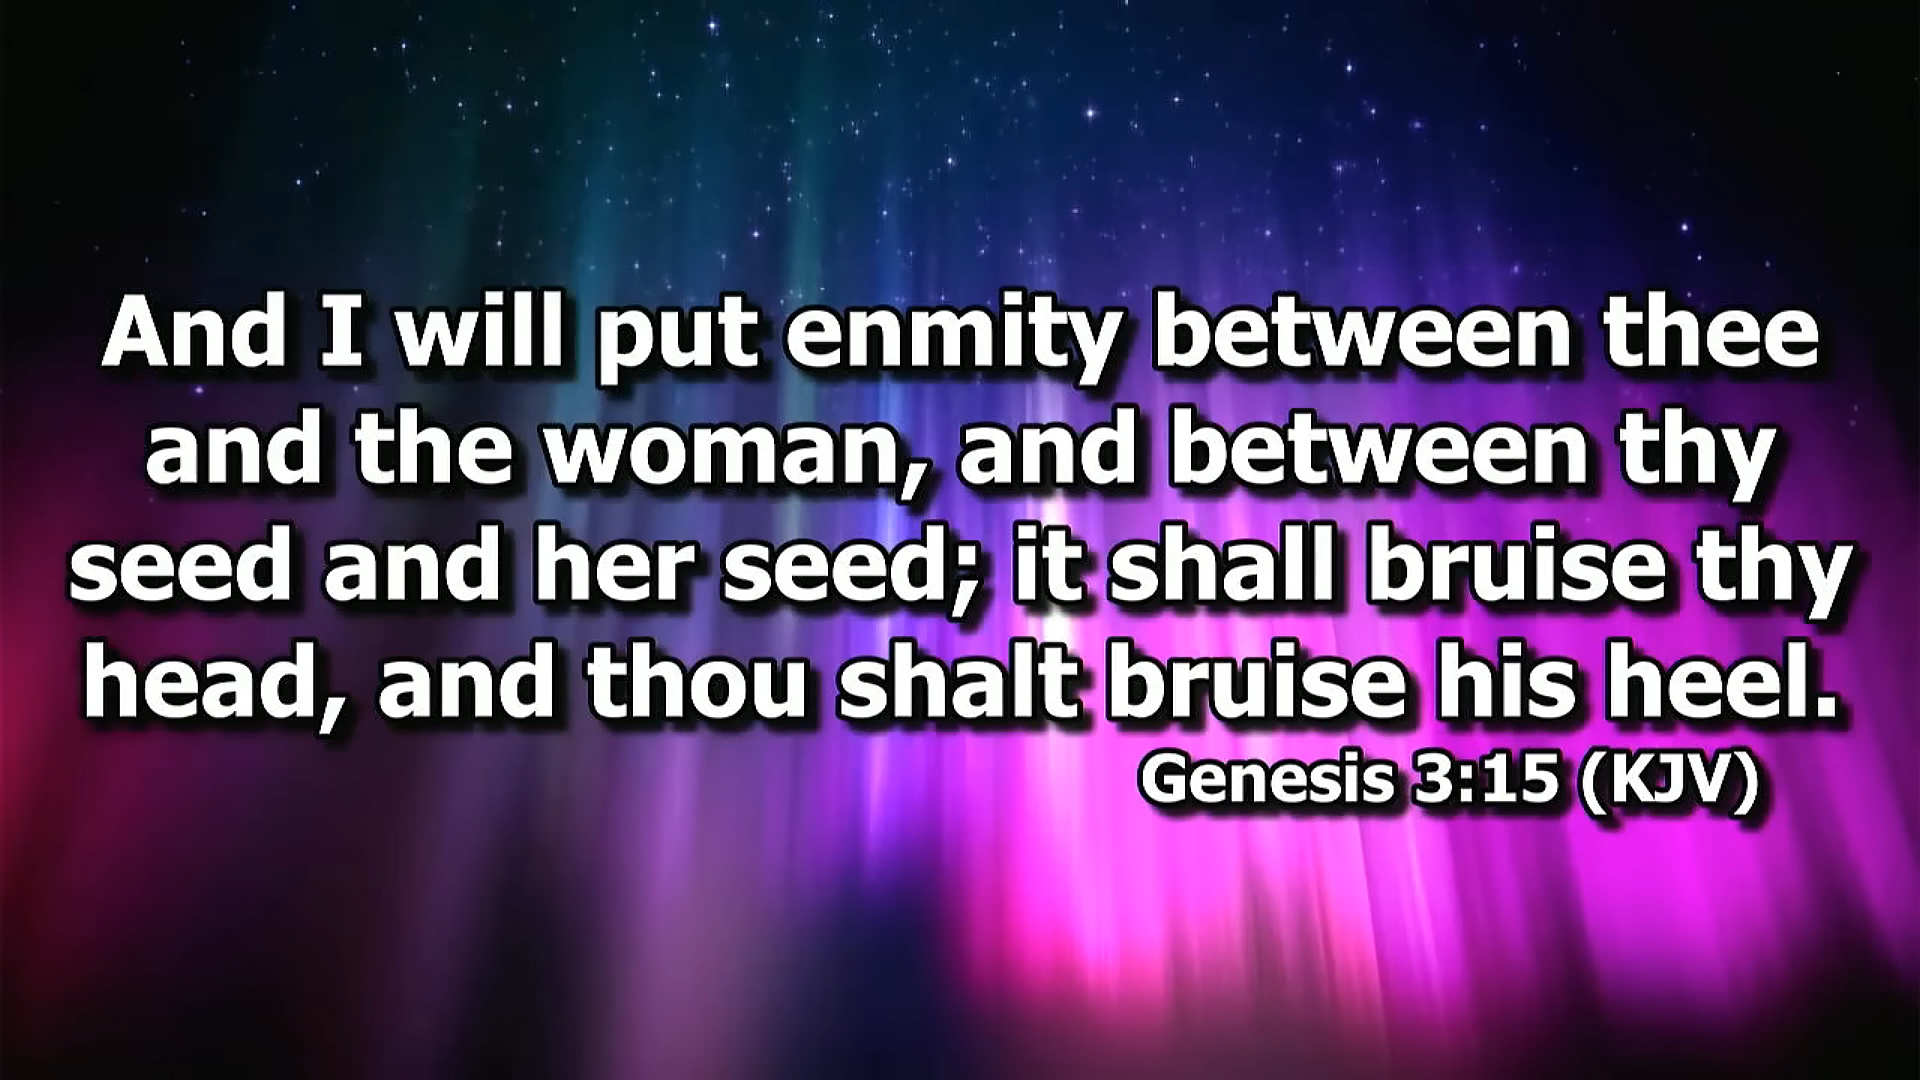 And I will put enmity between thee
and the woman, and between thy
seed and her seed; it shall bruise thy
head, and thou shalt bruise his heel.
Genesis 3:15 (KJV)